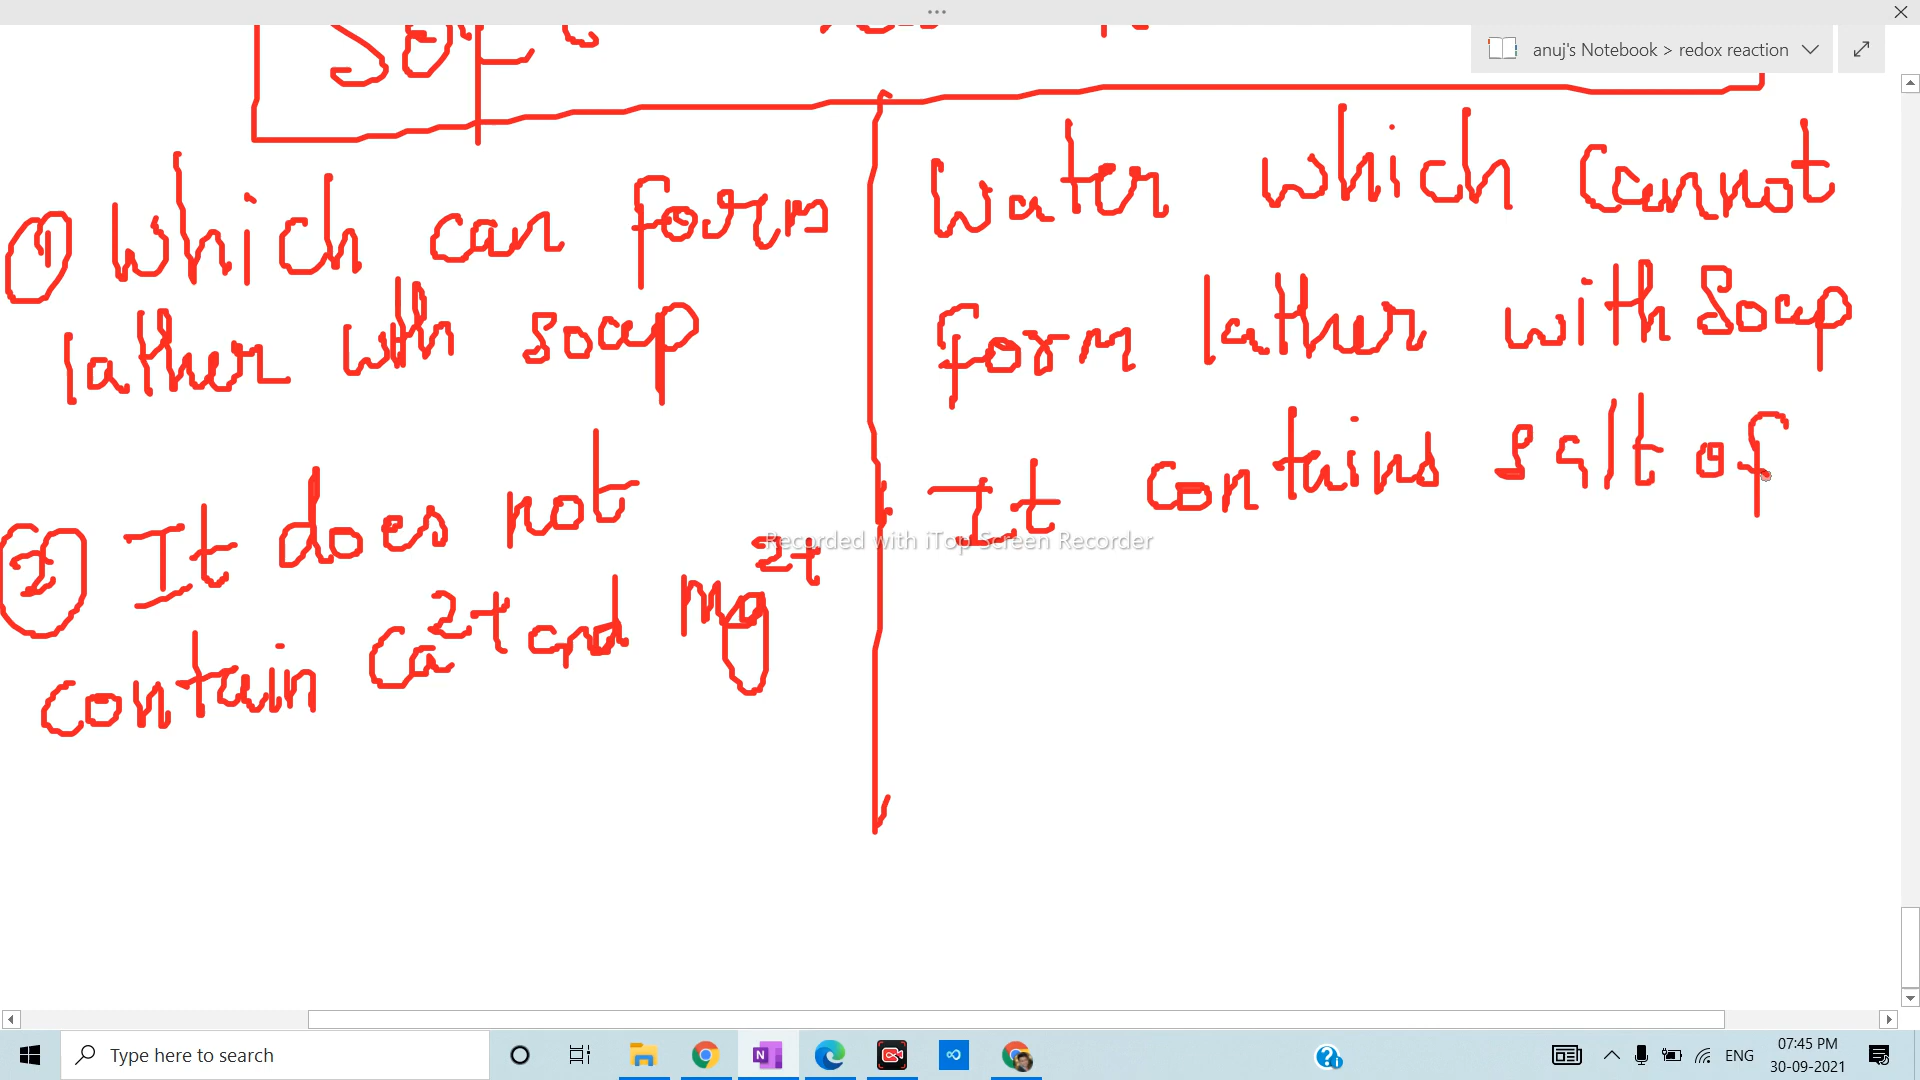 anuj's Notebook > redox reaction
① Which can form
lather with soap
② It does not
contain Ca2+ and Mg2+
Water which cannot
form lather with Soap
It contains salt of
Recorded with iTop Screen Recorder
Type here to search
ENG
07:45 PM
30-09-2021